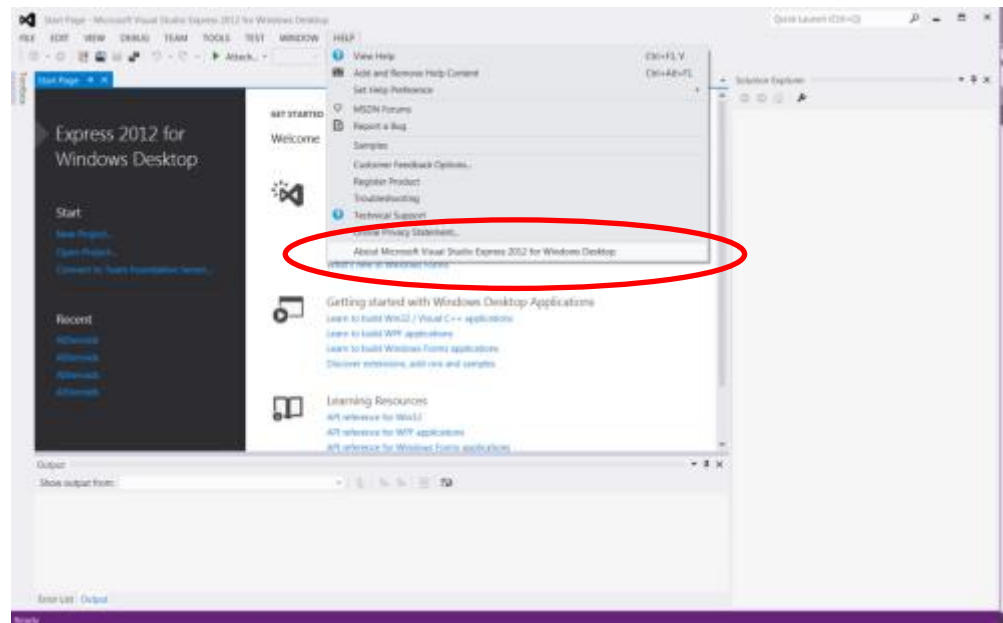 Start Page - Microsoft Visual Studio Express 2012 for Windows Desktop
Quick Launch (Ctrl+Q)
FILE EDIT VIEW DEBUG TEAM TOOLS TEST WINDOW HELP
Attach...
View Help Ctrl+F1, V
Add and Remove Help Content Ctrl+Alt+F1
Set Help Preference
MSDN Forums
Report a Bug
Samples
Customer Feedback Options...
Register Product
Troubleshooting
Technical Support
Online Privacy Statement...
About Microsoft Visual Studio Express 2012 for Windows Desktop
Toolbox
Start Page
Solution Explorer
Express 2012 for
Windows Desktop
Start
New Project...
Open Project...
Connect to Team Foundation Server...
Recent
GET STARTED
Welcome
What's new in Windows Forms
Getting started with Windows Desktop Applications
Learn to build Win32 / Visual C++ applications
Learn to build WPF applications
Learn to build Windows Forms applications
Discover extensions, add-ins and samples
Learning Resources
API reference for Win32
API reference for WPF applications
API reference for Windows Forms applications
Output
Show output from:
Error List Output
Ready